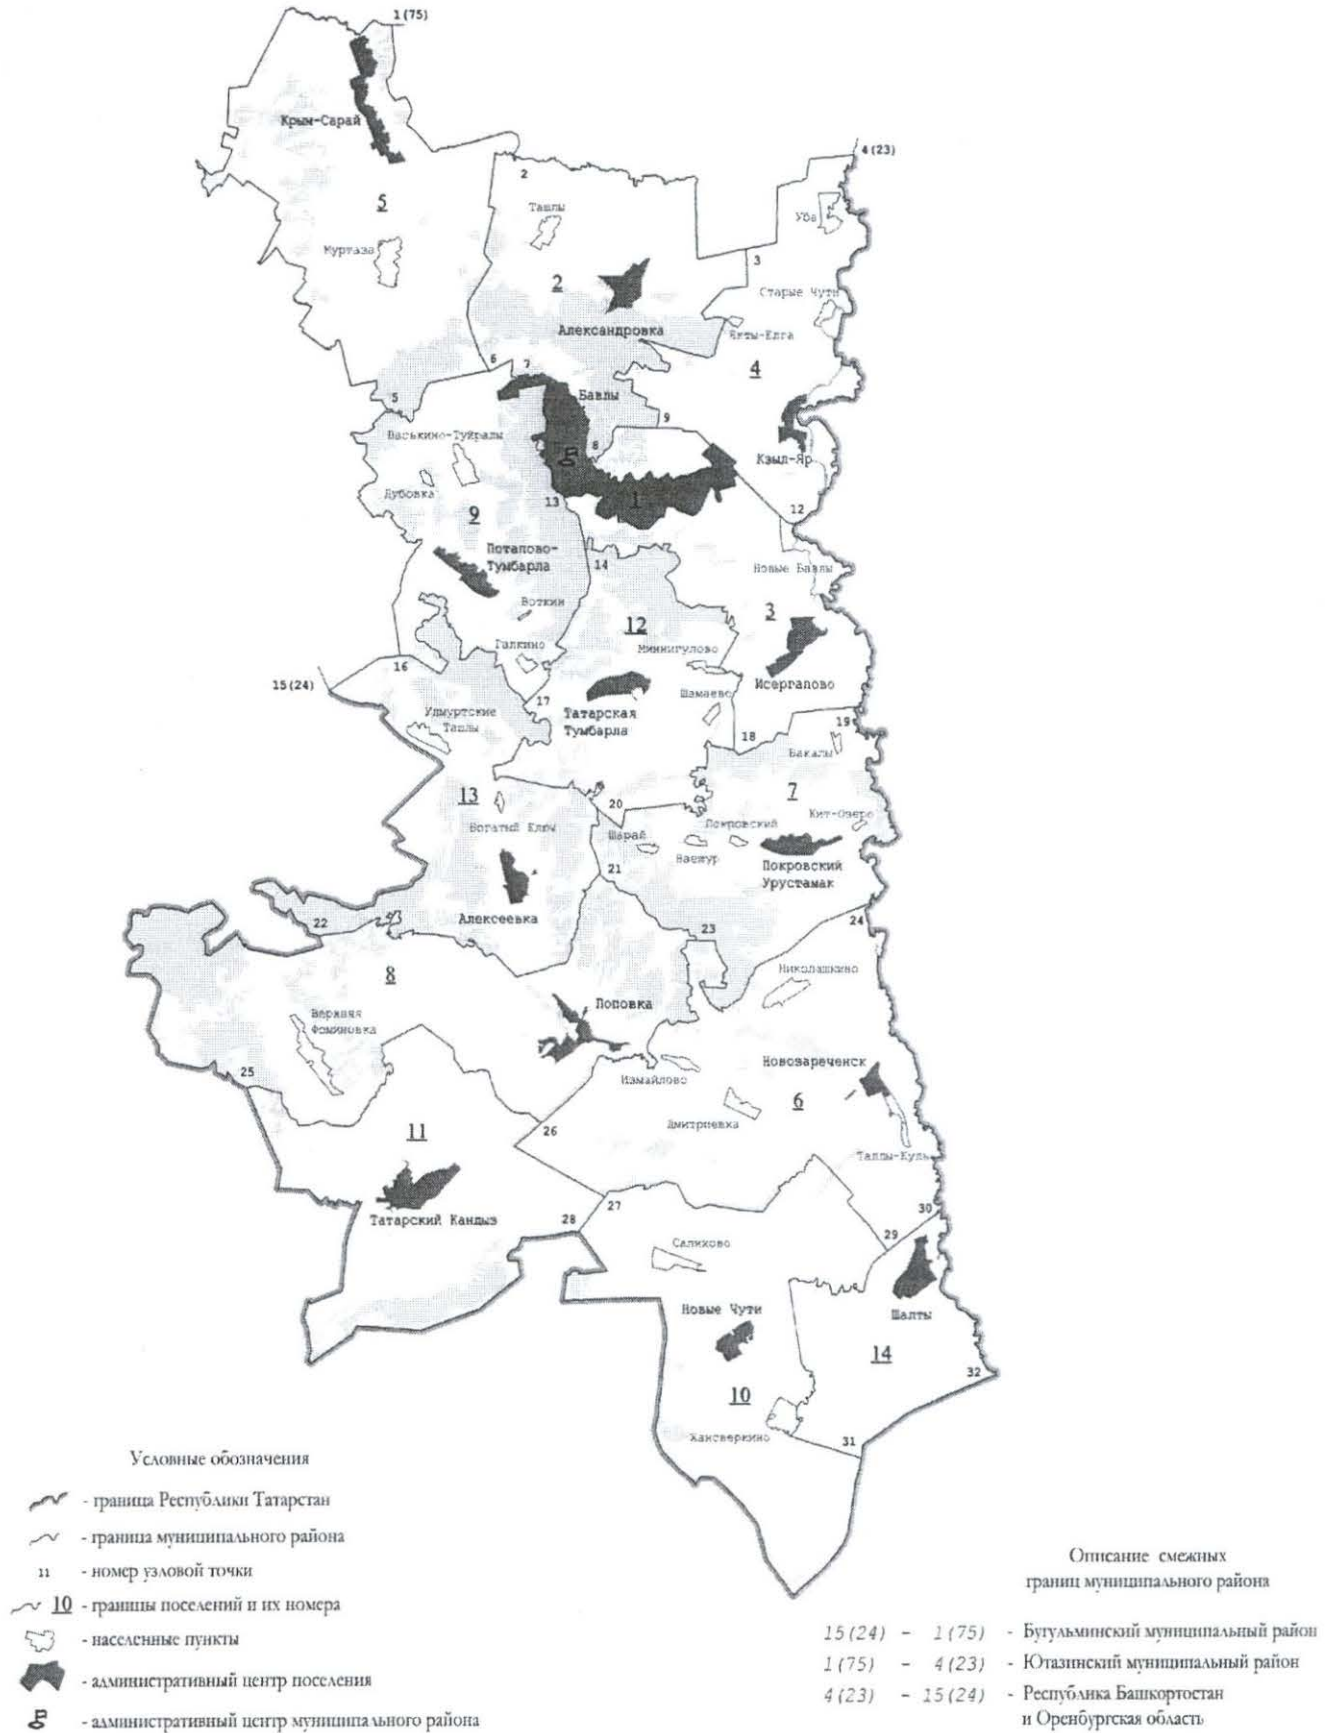 1 (75)
Крым-Сарай
4 (23)
5
2
Ташлы
Уба
Муртаза
2
3
Старые Чути
Александровка
Якты-Елга
4
6
7
5
Бавлы
9
Васькино-Туйралы
8
Кзыл-Яр
Дубовка
1
13
12
9
Потапово-
Тумбарла
14
Новые Бавлы
Воткин
12
3
Миннигулово
Галкино
16
15 (24)
Шамаево
Исергапово
17
Татарская
Тумбарла
Удмуртские
Ташлы
19
18
Бакалы
13
7
20
Кит-Озеро
Богатый Ключ
Шарай
Покровский
Наемур
Покровский
Урустамак
21
Алексеевка
22
24
23
8
Николашкино
Поповка
Верхняя
Фоминовка
Новозареченск
25
Измайлово
6
Дмитриевка
26
11
Таллы-Куль
Татарский Кандыз
27
28
30
29
Салихово
Новые Чути
Шалты
14
32
10
Хансверкино
31
Условные обозначения
- граница Республики Татарстан
- граница муниципального района
11 - номер узловой точки
10 - границы поселений и их номера
- населенные пункты
- административный центр поселения
- административный центр муниципального района
Описание смежных
границ муниципального района
15 (24) - 1 (75) - Бугульминский муниципальный район
1 (75) - 4 (23) - Ютазинский муниципальный район
4 (23) - 15 (24) - Республика Башкортостан
и Оренбургская область